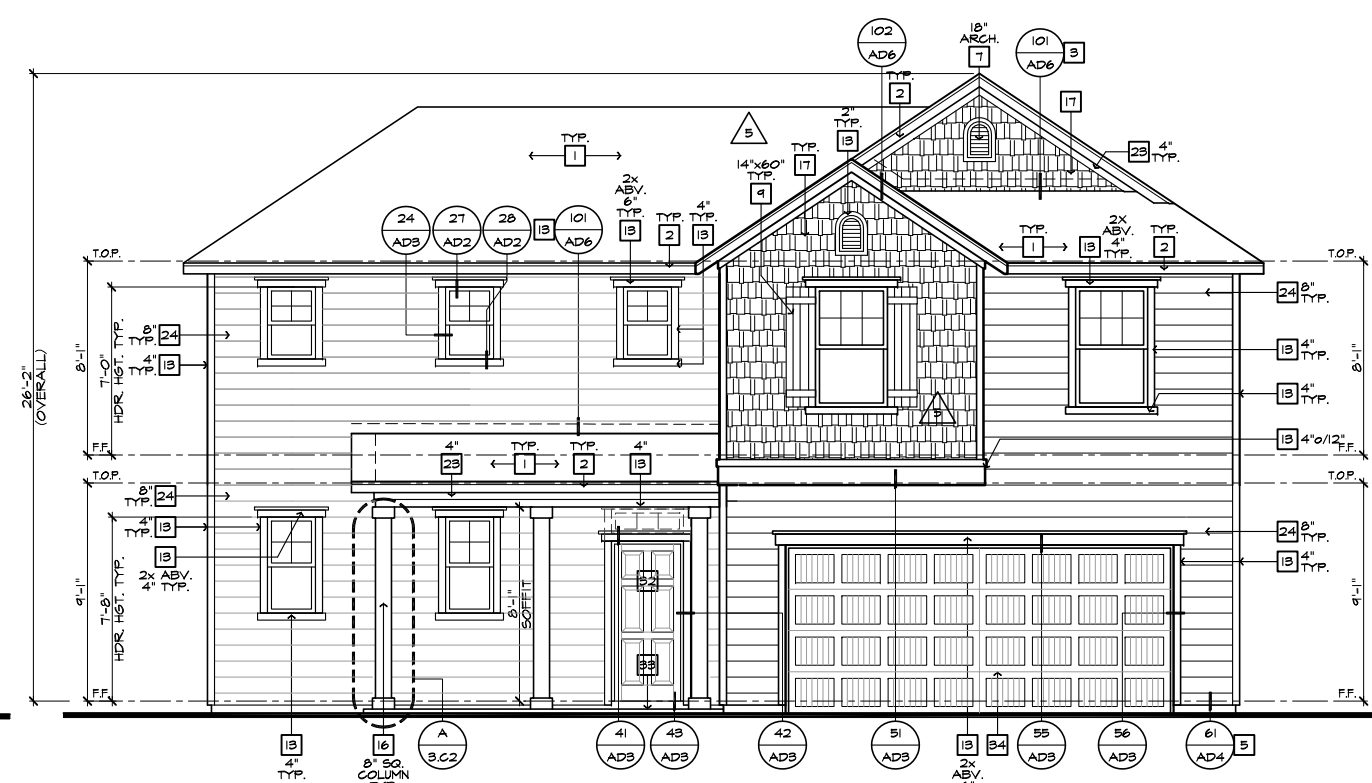 102
AD6
18"
ARCH.
7
101
AD6
3
TYP.
2
17
2"
TYP.
13
5
23
4"
TYP.
TYP.
1
TYP.
17
14"x60"
TYP.
9
2x
ABV.
6"
TYP.
13
TYP.
2
4"
TYP.
13
24
AD3
27
AD2
28
AD2
13
101
AD6
TYP.
1
2x
ABV.
4"
TYP.
13
TYP.
2
T.O.P.
T.O.P.
24
8"
TYP.
8"
TYP.
24
4"
TYP.
13
13
4"
TYP.
13
4"
TYP.
26'-2"
(OVERALL)
8'-1"
7'-0"
HDR. HGT. TYP.
8'-1"
5
13
4"o/12"
F.F.
F.F.
4"
23
TYP.
1
TYP.
2
4"
13
T.O.P.
T.O.P.
8"
TYP.
24
4"
TYP.
13
13
2x ABV.
4" TYP.
24
8"
TYP.
13
4"
TYP.
9'-1"
7'-8"
HDR. HGT. TYP.
8'-1"
SOFFIT
32
33
9'-1"
F.F.
F.F.
13
4"
TYP.
16
8" SQ.
COLUMN
A
3.C2
41
AD3
43
AD3
42
AD3
51
AD3
13
2x
ABV.
34
55
AD3
56
AD3
61
AD4
5